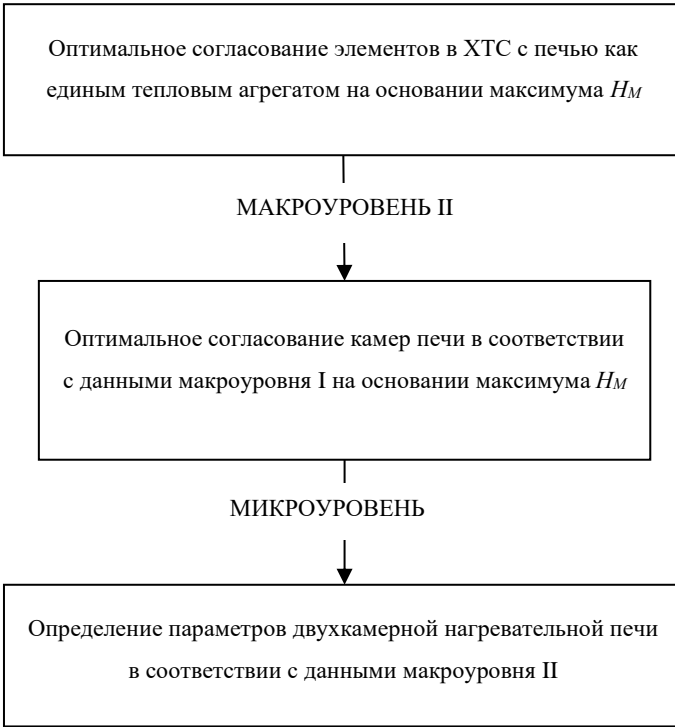 Оптимальное согласование элементов в ХТС с печью как
единым тепловым агрегатом на основании максимума HM
МАКРОУРОВЕНЬ II
Оптимальное согласование камер печи в соответствии
с данными макроуровня I на основании максимума HM
МИКРОУРОВЕНЬ
Определение параметров двухкамерной нагревательной печи
в соответствии с данными макроуровня II